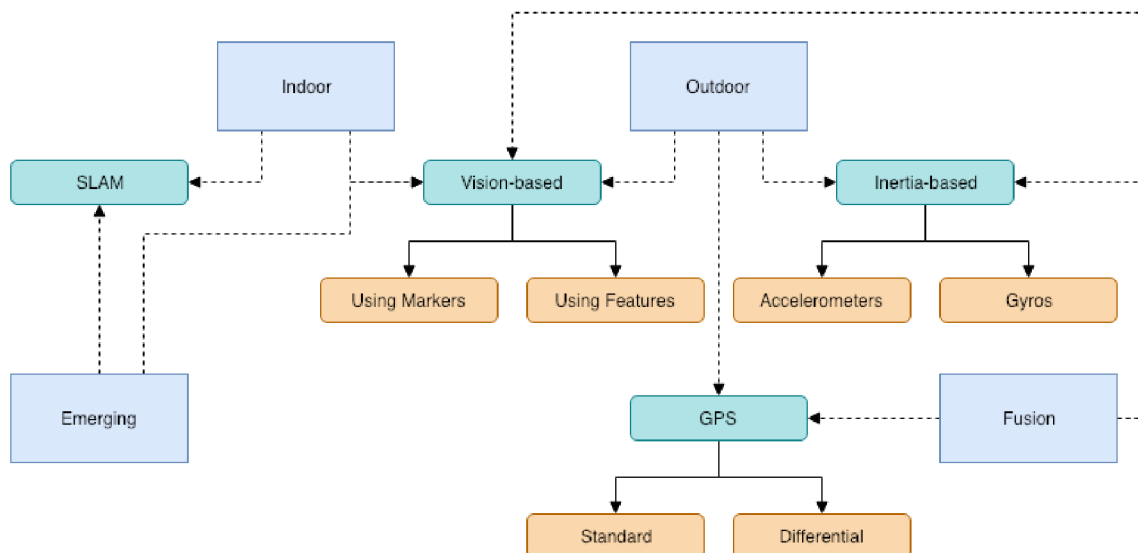 Indoor
Outdoor
SLAM
Vision-based
Inertia-based
Using Markers
Using Features
Accelerometers
Gyros
Emerging
GPS
Fusion
Standard
Differential